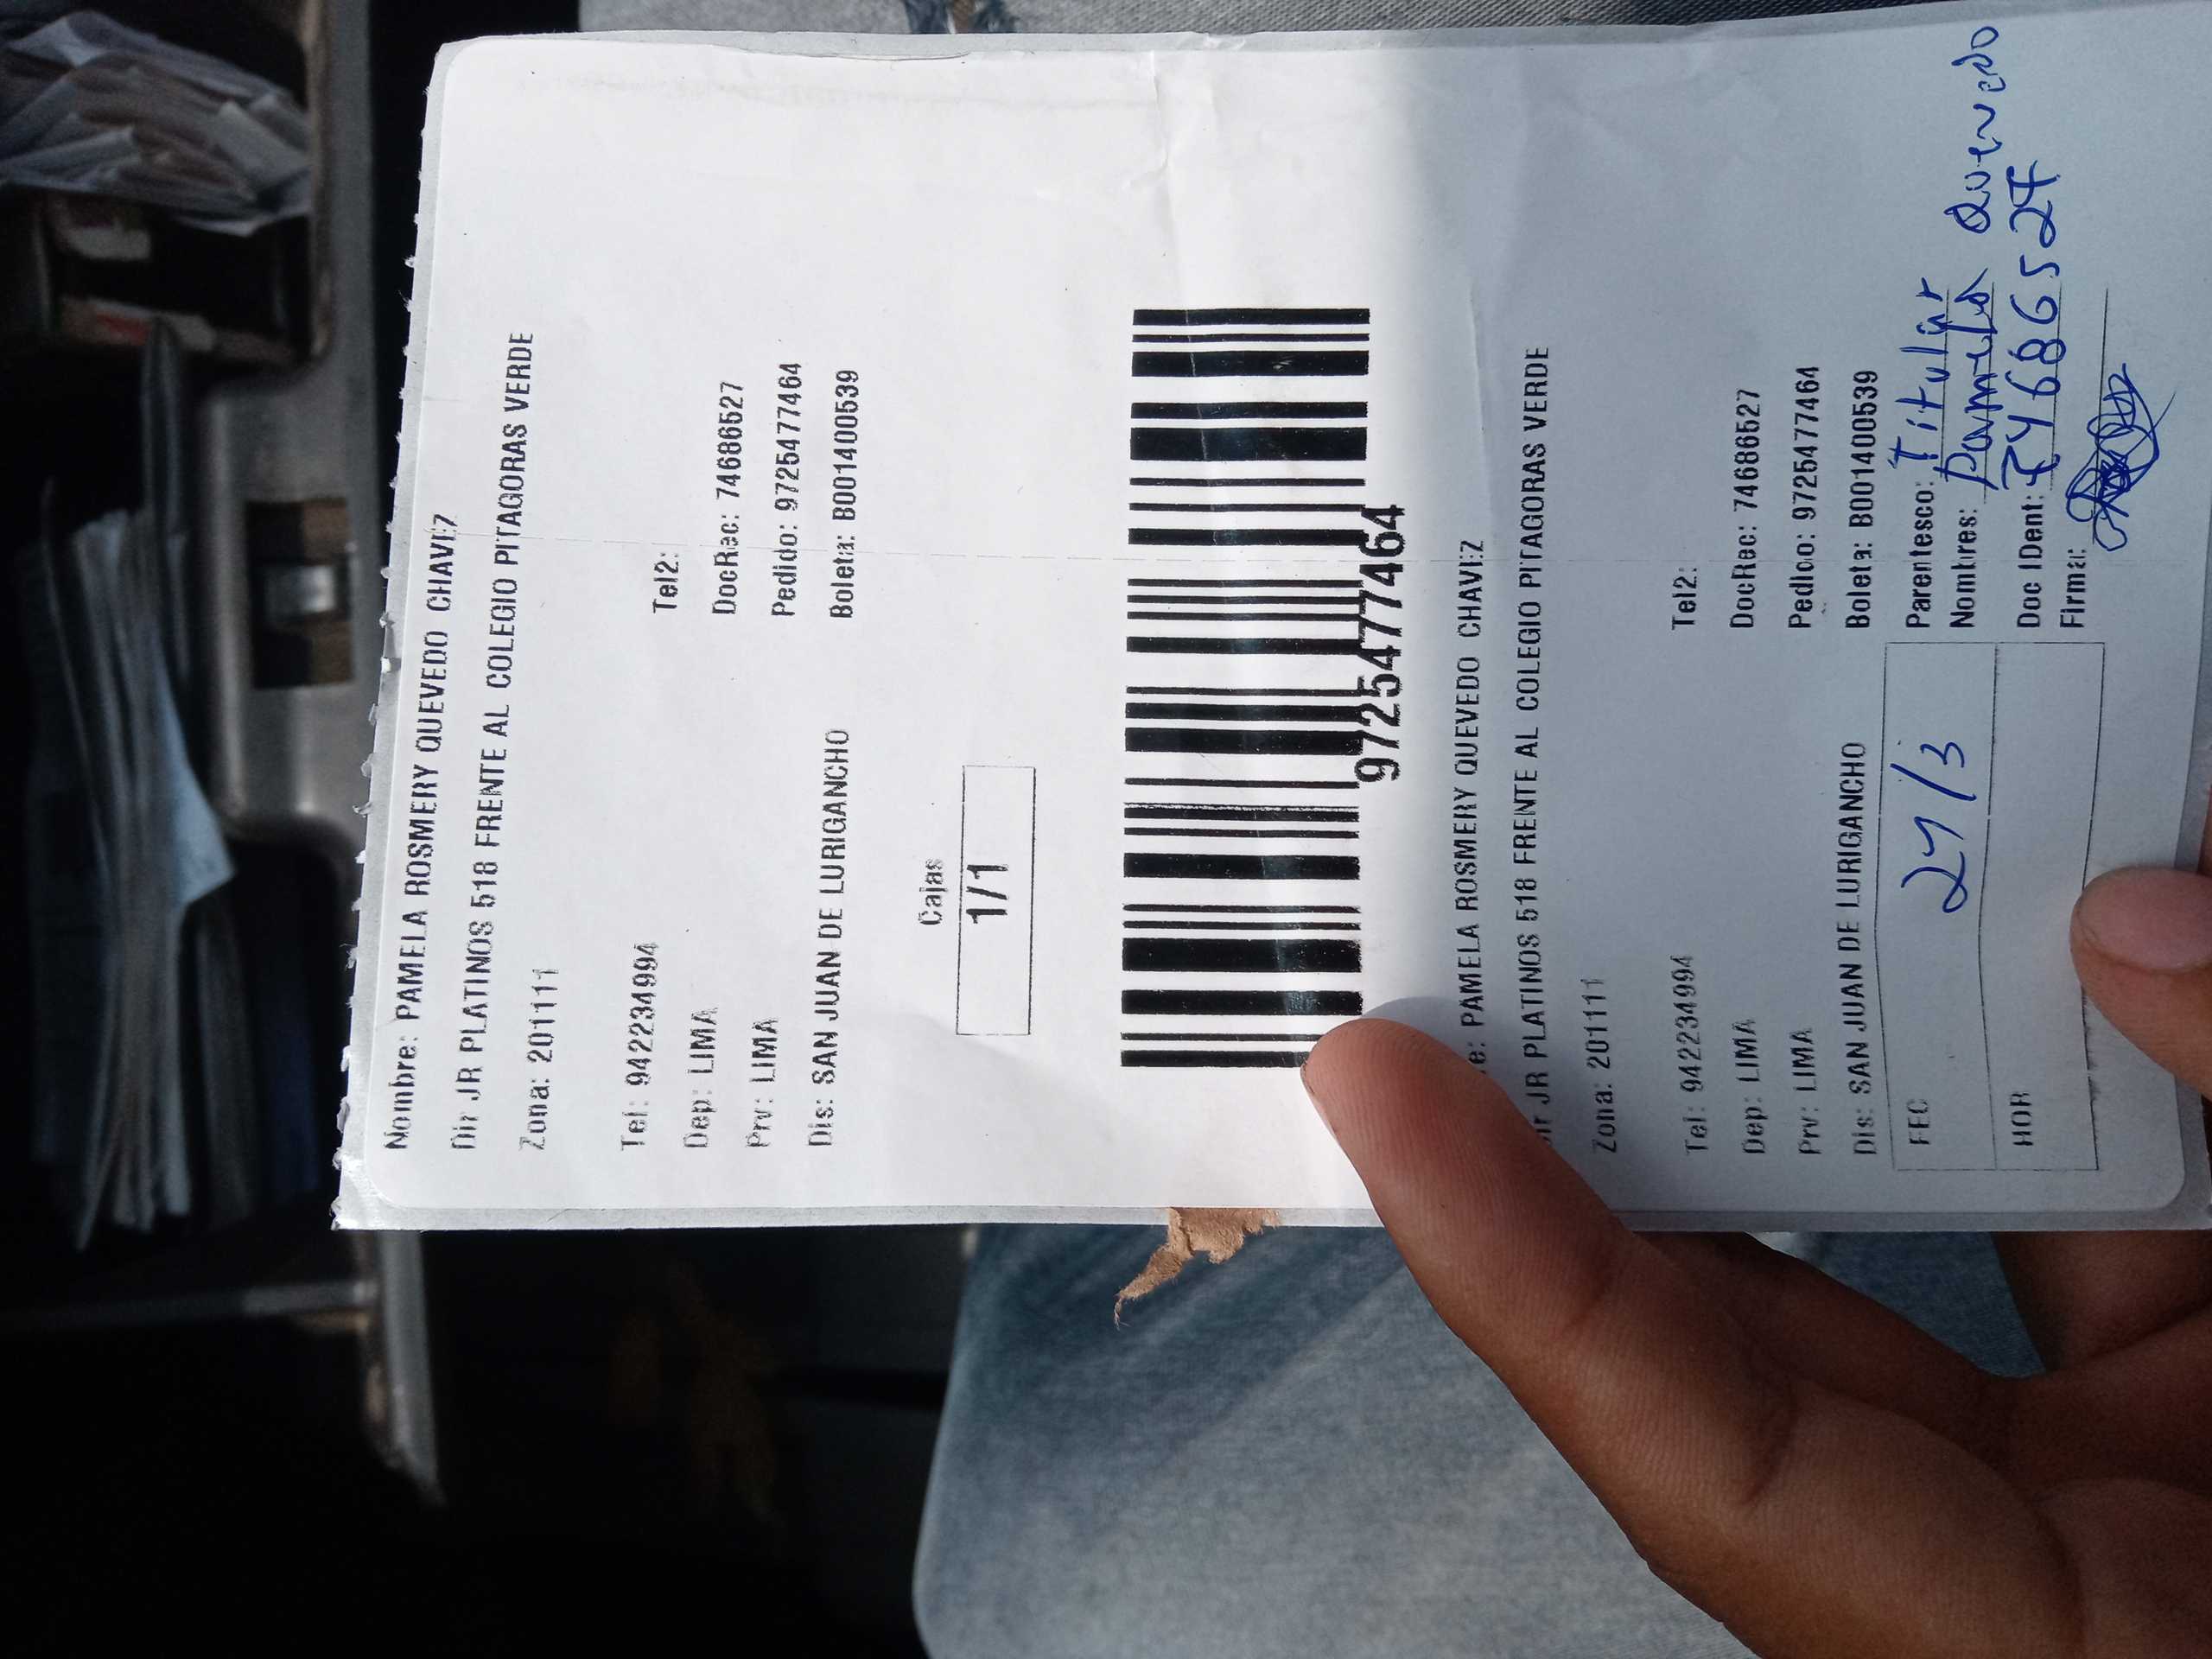 Nombre: PAMELA ROSMERY QUEVEDO CHAVEZ
Dir JR PLATINOS 518 FRENTE AL COLEGIO PITAGORAS VERDE
Zona: 201111
Tel: 942234994 Tel2:
Dep: LIMA DocRec: 74686527
Prv: LIMA Pedido: 9725477464
Dis: SAN JUAN DE LURIGANCHO Boleta: B001400539
Cajas
1/1
9725477464
e: PAMELA ROSMERY QUEVEDO CHAVEZ
Dir JR PLATINOS 518 FRENTE AL COLEGIO PITAGORAS VERDE
Zona: 201111
Tel: 942234994 Tel2:
Dep: LIMA DocRec: 74686527
Prv: LIMA Pedido: 9725477464
Dis: SAN JUAN DE LURIGANCHO Boleta: B001400539
FEC 27/3 Parentesco: Titular
Nombres: Pamela Quevedo
HOR Doc IDent: 74686527
Firma: